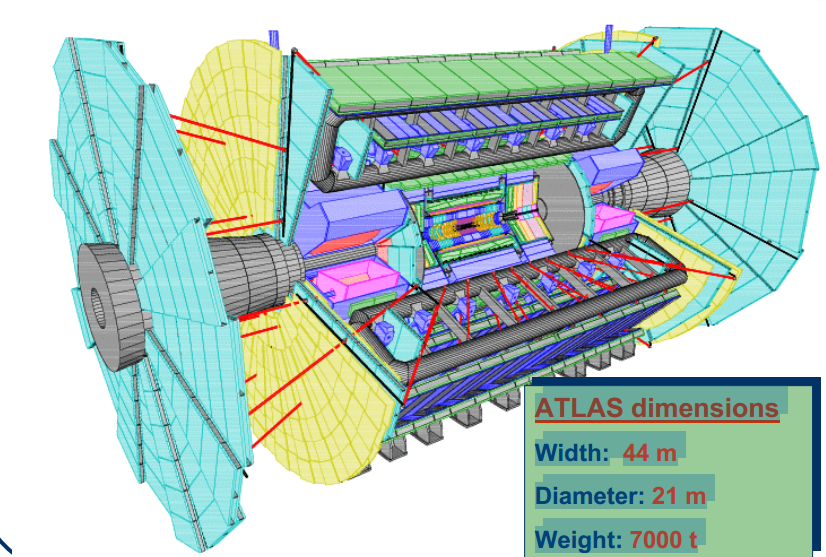 ATLAS dimensions
Width: 44 m
Diameter: 21 m
Weight: 7000 t